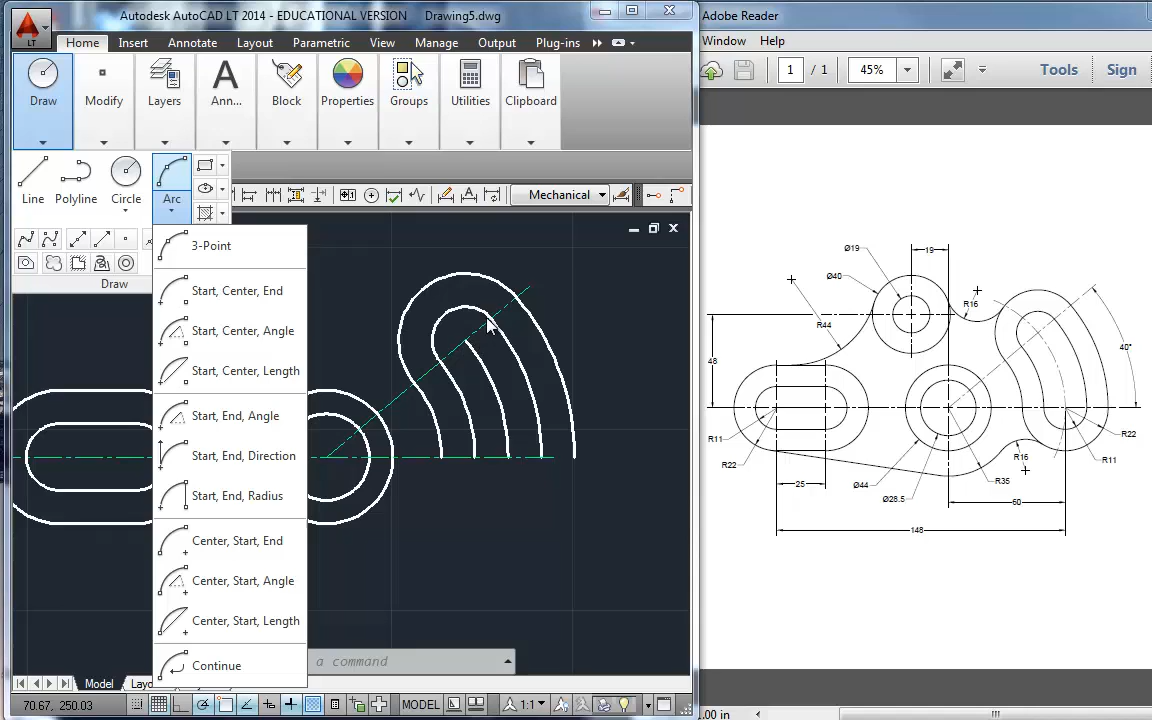 Autodesk AutoCAD LT 2014 - EDUCATIONAL VERSION Drawing5.dwg
LT
Home Insert Annotate Layout Parametric View Manage Output Plug-ins
Draw Modify Layers Ann... Block Properties Groups Utilities Clipboard
Line Polyline Circle Arc
Mechanical
Draw
3-Point
Start, Center, End
Start, Center, Angle
Start, Center, Length
Start, End, Angle
Start, End, Direction
Start, End, Radius
Center, Start, End
Center, Start, Angle
Center, Start, Length
Continue
a command
Model Layo
70.67, 250.03 MODEL 1:1
Adobe Reader
Window Help
1 / 1 45% Tools Sign
Ø19
19
Ø40
R16
R44
40°
48
R11
R22
R22
R16
R11
25
Ø44
R35
Ø28.5
60
148
.00 in